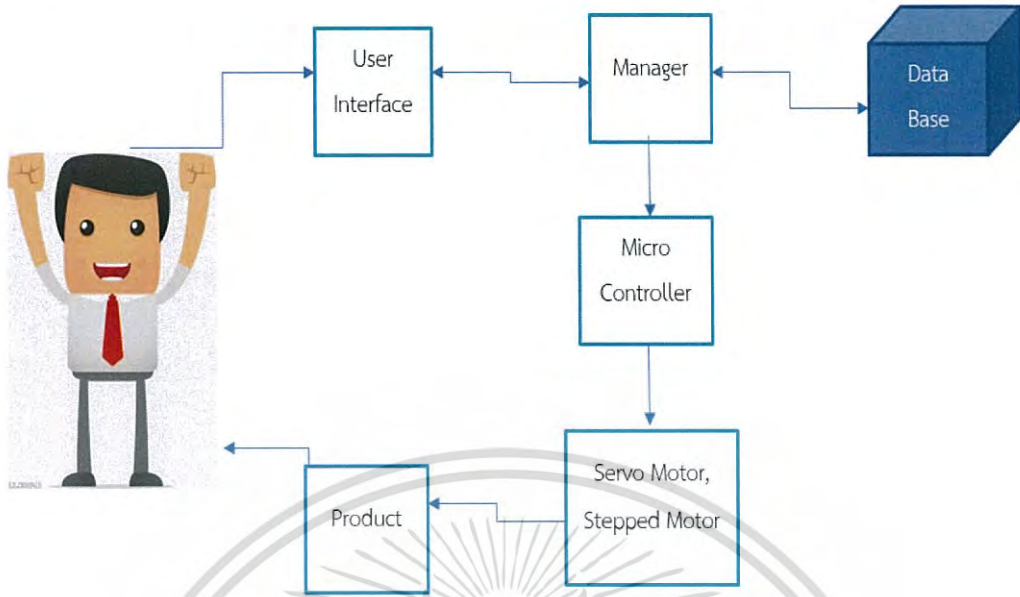 User
Interface
Manager
Data
Base
Micro
Controller
Servo Motor,
Stepped Motor
Product